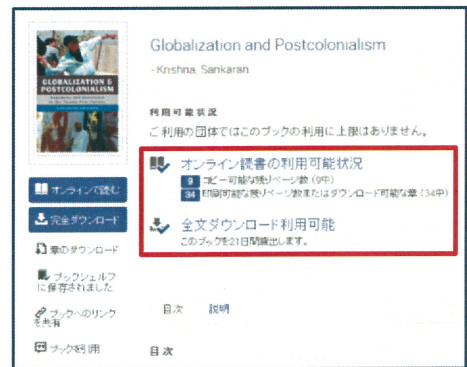 Globalization and Postcolonialism
- Krishna, Sankaran
GLOBALIZATION &
POSTCOLONIALISM
利用可能状況
ご利用の団体ではこのブックの利用に上限はありません。
オンライン読書の利用可能状況
9 コピー可能な残りページ数 (9中)
34 印刷可能な残りページ数またはダウンロード可能な章 (34中)
全文ダウンロード利用可能
このブックを21日間貸出します。
オンラインで読む
完全ダウンロード
章のダウンロード
ブックシェルフ
に保存されました
ブックへのリンク
を共有
ブックを引用
目次 説明
目次